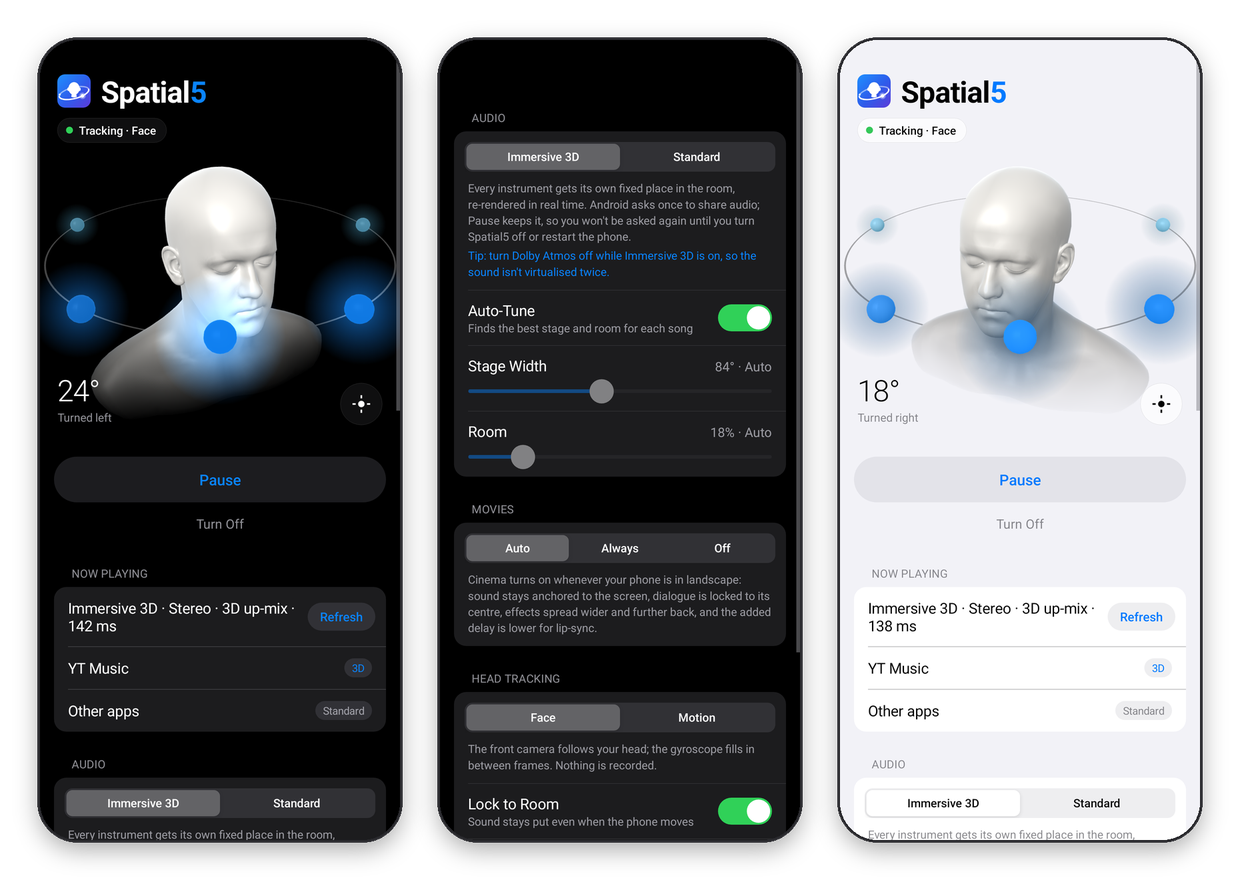 Spatial5
Tracking · Face
24°
Turned left
Pause
Turn Off
NOW PLAYING
Immersive 3D · Stereo · 3D up-mix ·
142 ms
Refresh
YT Music
3D
Other apps
Standard
AUDIO
Immersive 3D
Standard
Every instrument gets its own fixed place in the room,
AUDIO
Immersive 3D
Standard
Every instrument gets its own fixed place in the room,
re-rendered in real time. Android asks once to share audio;
Pause keeps it, so you won't be asked again until you turn
Spatial5 off or restart the phone.
Tip: turn Dolby Atmos off while Immersive 3D is on, so the
sound isn't virtualised twice.
Auto-Tune
Finds the best stage and room for each song
Stage Width
84° · Auto
Room
18% · Auto
MOVIES
Auto
Always
Off
Cinema turns on whenever your phone is in landscape:
sound stays anchored to the screen, dialogue is locked to its
centre, effects spread wider and further back, and the added
delay is lower for lip-sync.
HEAD TRACKING
Face
Motion
The front camera follows your head; the gyroscope fills in
between frames. Nothing is recorded.
Lock to Room
Sound stays put even when the phone moves
Spatial5
Tracking · Face
18°
Turned right
Pause
Turn Off
NOW PLAYING
Immersive 3D · Stereo · 3D up-mix ·
138 ms
Refresh
YT Music
3D
Other apps
Standard
AUDIO
Immersive 3D
Standard
Every instrument gets its own fixed place in the room,